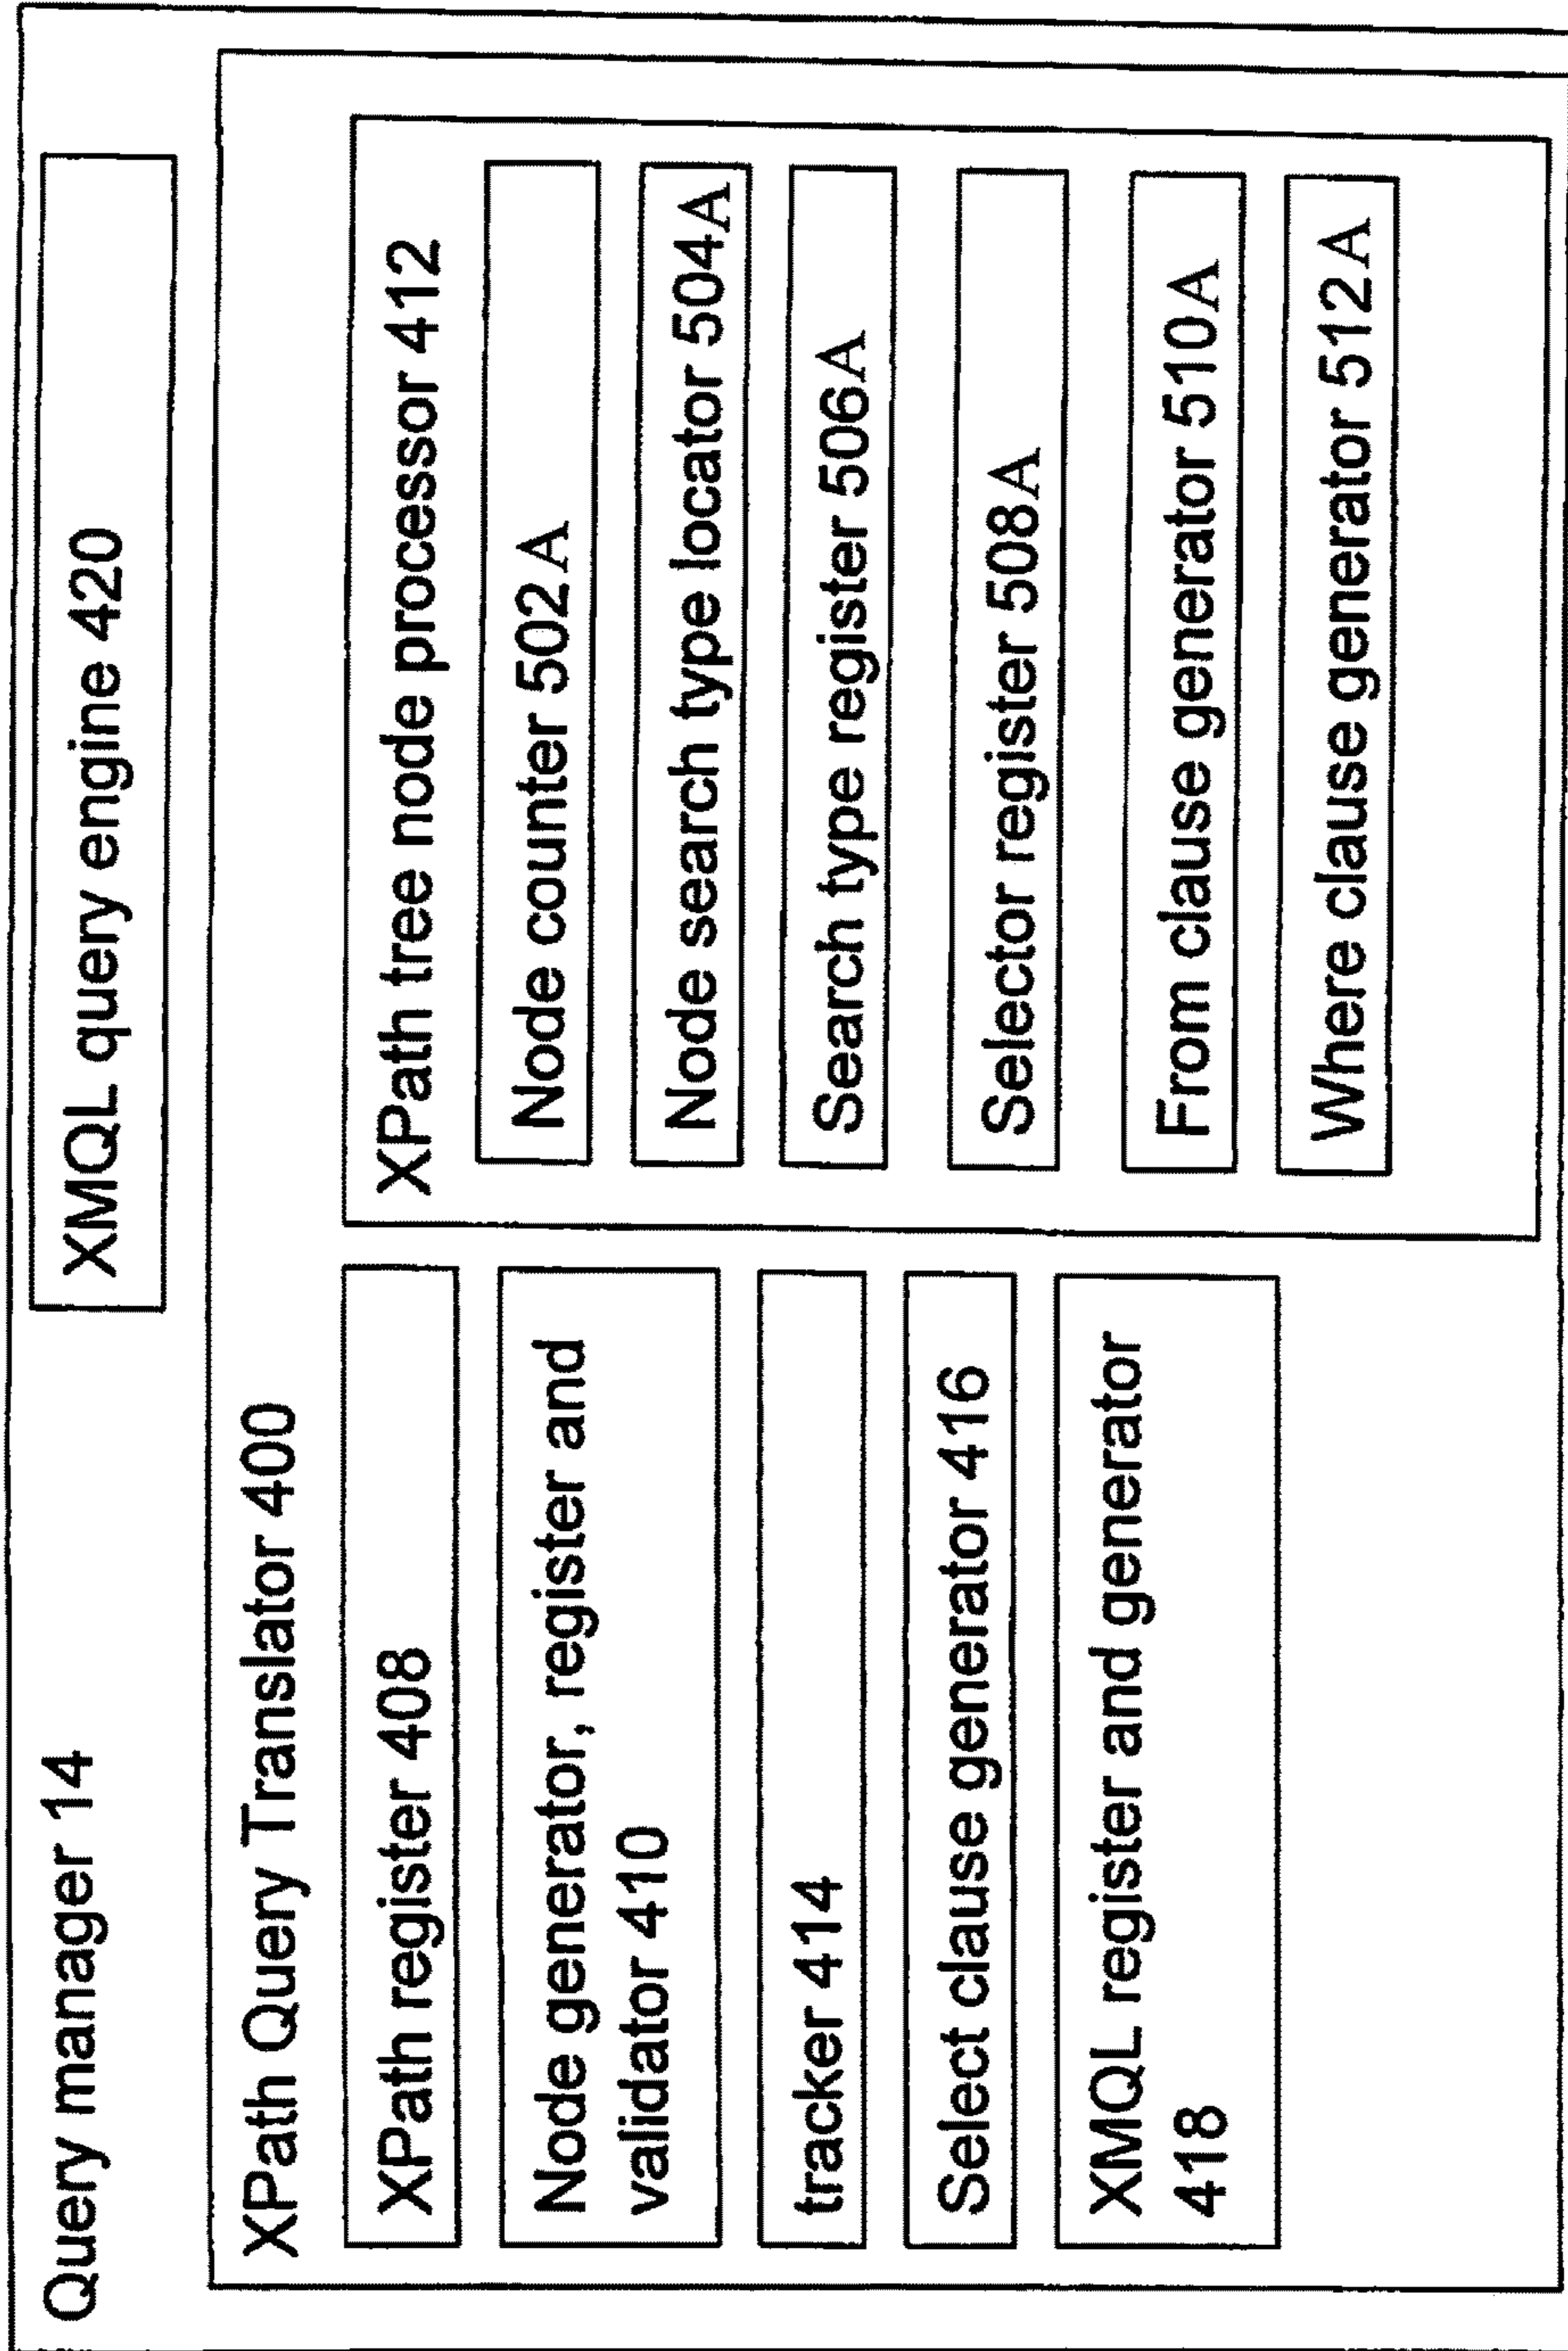 Query manager 14
XMQL query engine 420
XPath Query Translator 400
XPath register 408
Node generator, register and
validator 410
tracker 414
Select clause generator 416
XMQL register and generator
418
XPath tree node processor 412
Node counter 502A
Node search type locator 504A
Search type register 506A
Selector register 508A
From clause generator 510A
Where clause generator 512A